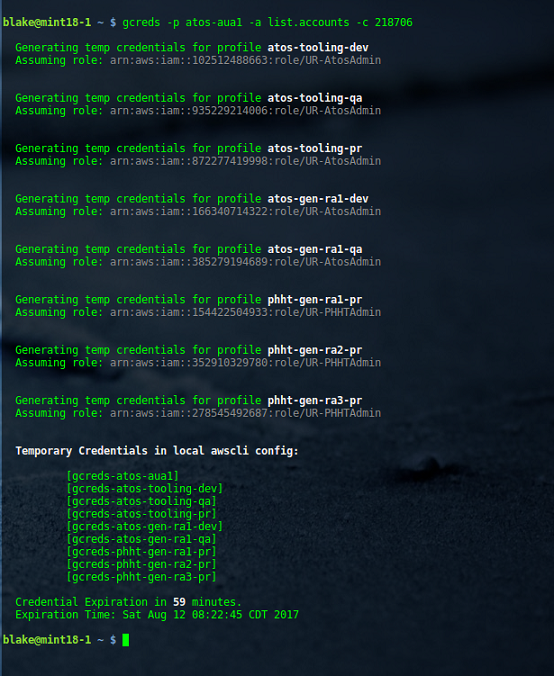 blake@mint18-1 ~ $ gcreds -p atos-aua1 -a list.accounts -c 218706
Generating temp credentials for profile atos-tooling-dev
Assuming role: arn:aws:iam::102512488663:role/UR-AtosAdmin
Generating temp credentials for profile atos-tooling-qa
Assuming role: arn:aws:iam::935229214006:role/UR-AtosAdmin
Generating temp credentials for profile atos-tooling-pr
Assuming role: arn:aws:iam::872277419998:role/UR-AtosAdmin
Generating temp credentials for profile atos-gen-ra1-dev
Assuming role: arn:aws:iam::166340714322:role/UR-AtosAdmin
Generating temp credentials for profile atos-gen-ra1-qa
Assuming role: arn:aws:iam::385279194689:role/UR-AtosAdmin
Generating temp credentials for profile phht-gen-ra1-pr
Assuming role: arn:aws:iam::154422504933:role/UR-PHHTAdmin
Generating temp credentials for profile phht-gen-ra2-pr
Assuming role: arn:aws:iam::352910329780:role/UR-PHHTAdmin
Generating temp credentials for profile phht-gen-ra3-pr
Assuming role: arn:aws:iam::278545492687:role/UR-PHHTAdmin
Temporary Credentials in local awscli config:
[gcreds-atos-aua1]
[gcreds-atos-tooling-dev]
[gcreds-atos-tooling-qa]
[gcreds-atos-tooling-pr]
[gcreds-atos-gen-ra1-dev]
[gcreds-atos-gen-ra1-qa]
[gcreds-phht-gen-ra1-pr]
[gcreds-phht-gen-ra2-pr]
[gcreds-phht-gen-ra3-pr]
Credential Expiration in 59 minutes.
Expiration Time: Sat Aug 12 08:22:45 CDT 2017
blake@mint18-1 ~ $